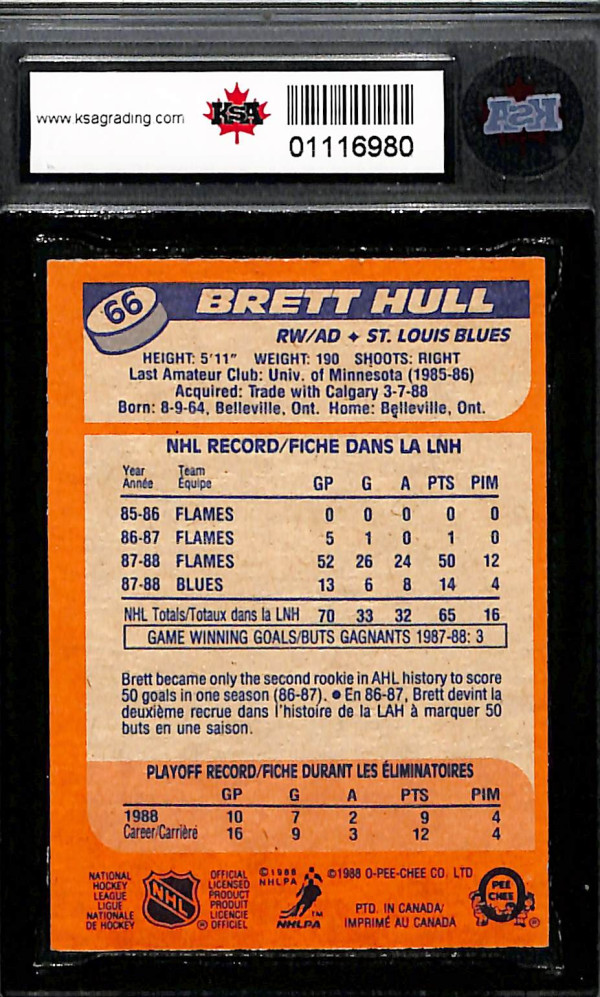 www.ksagrading.com
KSA
01116980
KSA
66
BRETT HULL
RW/AD ✦ ST. LOUIS BLUES
HEIGHT: 5'11" WEIGHT: 190 SHOOTS: RIGHT
Last Amateur Club: Univ. of Minnesota (1985-86)
Acquired: Trade with Calgary 3-7-88
Born: 8-9-64, Belleville, Ont. Home: Belleville, Ont.
NHL RECORD/FICHE DANS LA LNH
Year Team
Année Équipe GP G A PTS PIM
85-86 FLAMES 0 0 0 0 0
86-87 FLAMES 5 1 0 1 0
87-88 FLAMES 52 26 24 50 12
87-88 BLUES 13 6 8 14 4
NHL Totals/Totaux dans la LNH 70 33 32 65 16
GAME WINNING GOALS/BUTS GAGNANTS 1987-88: 3
Brett became only the second rookie in AHL history to score
50 goals in one season (86-87). ● En 86-87, Brett devint la
deuxième recrue dans l'histoire de la LAH à marquer 50
buts en une saison.
PLAYOFF RECORD/FICHE DURANT LES ÉLIMINATOIRES
GP G A PTS PIM
1988 10 7 2 9 4
Career/Carrière 16 9 3 12 4
NATIONAL
HOCKEY
LEAGUE
LIGUE
NATIONALE
DE HOCKEY
NHL
®
OFFICIAL
LICENSED
PRODUCT
PRODUIT
LICENCIE
OFFICIEL
©1988
NHLPA
™
NHLPA
©1988 O-PEE-CHEE CO. LTD
PTD. IN CANADA/
IMPRIMÉ AU CANADA
O
PEE
CHEE
®